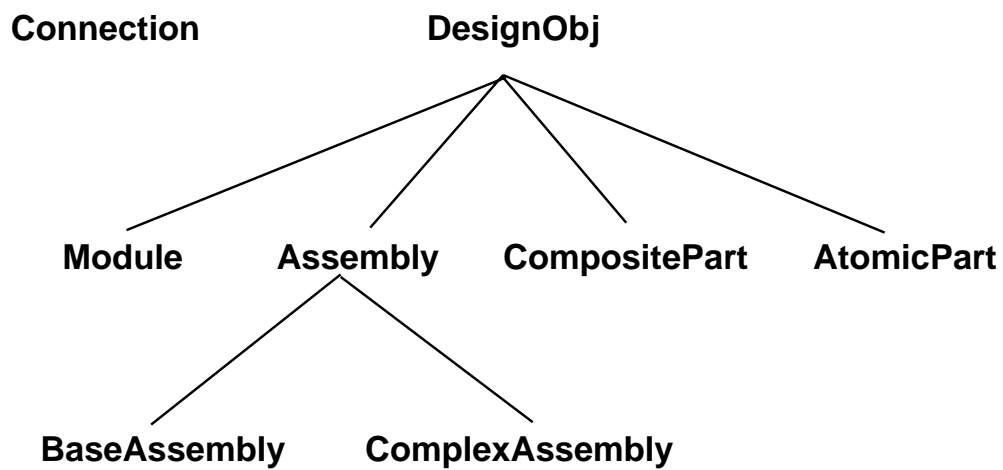 Connection DesignObj
Module Assembly CompositePart AtomicPart
BaseAssembly ComplexAssembly